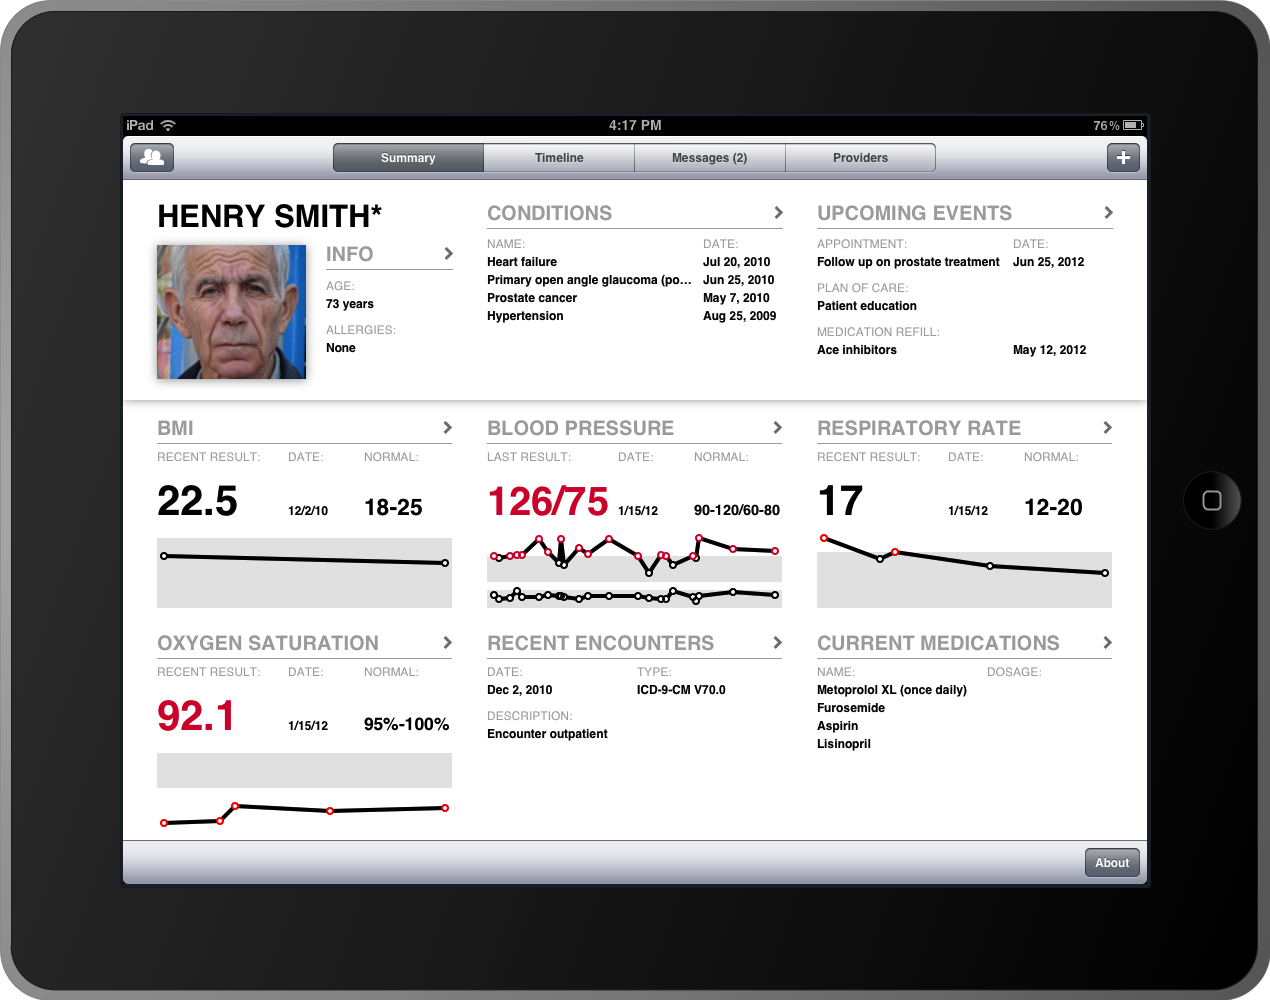 iPad 4:17 PM 76%
Summary Timeline Messages (2) Providers +
HENRY SMITH*
INFO
AGE:
73 years
ALLERGIES:
None
CONDITIONS
NAME: DATE:
Heart failure Jul 20, 2010
Primary open angle glaucoma (po... Jun 25, 2010
Prostate cancer May 7, 2010
Hypertension Aug 25, 2009
UPCOMING EVENTS
APPOINTMENT: DATE:
Follow up on prostate treatment Jun 25, 2012
PLAN OF CARE:
Patient education
MEDICATION REFILL:
Ace inhibitors May 12, 2012
BMI
RECENT RESULT: DATE: NORMAL:
22.5 12/2/10 18-25
BLOOD PRESSURE
LAST RESULT: DATE: NORMAL:
126/75 1/15/12 90-120/60-80
RESPIRATORY RATE
RECENT RESULT: DATE: NORMAL:
17 1/15/12 12-20
OXYGEN SATURATION
RECENT RESULT: DATE: NORMAL:
92.1 1/15/12 95%-100%
RECENT ENCOUNTERS
DATE: TYPE:
Dec 2, 2010 ICD-9-CM V70.0
DESCRIPTION:
Encounter outpatient
CURRENT MEDICATIONS
NAME: DOSAGE:
Metoprolol XL (once daily)
Furosemide
Aspirin
Lisinopril
About